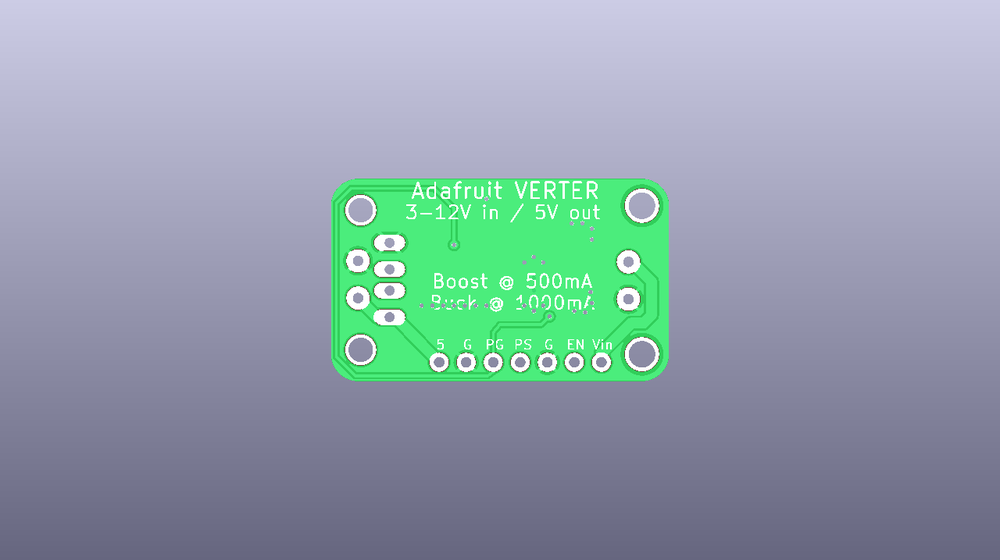 Adafruit VERTER
3-12V in / 5V out
Boost @ 500mA
Buck @ 1000mA
5 G PG PS G EN Vin